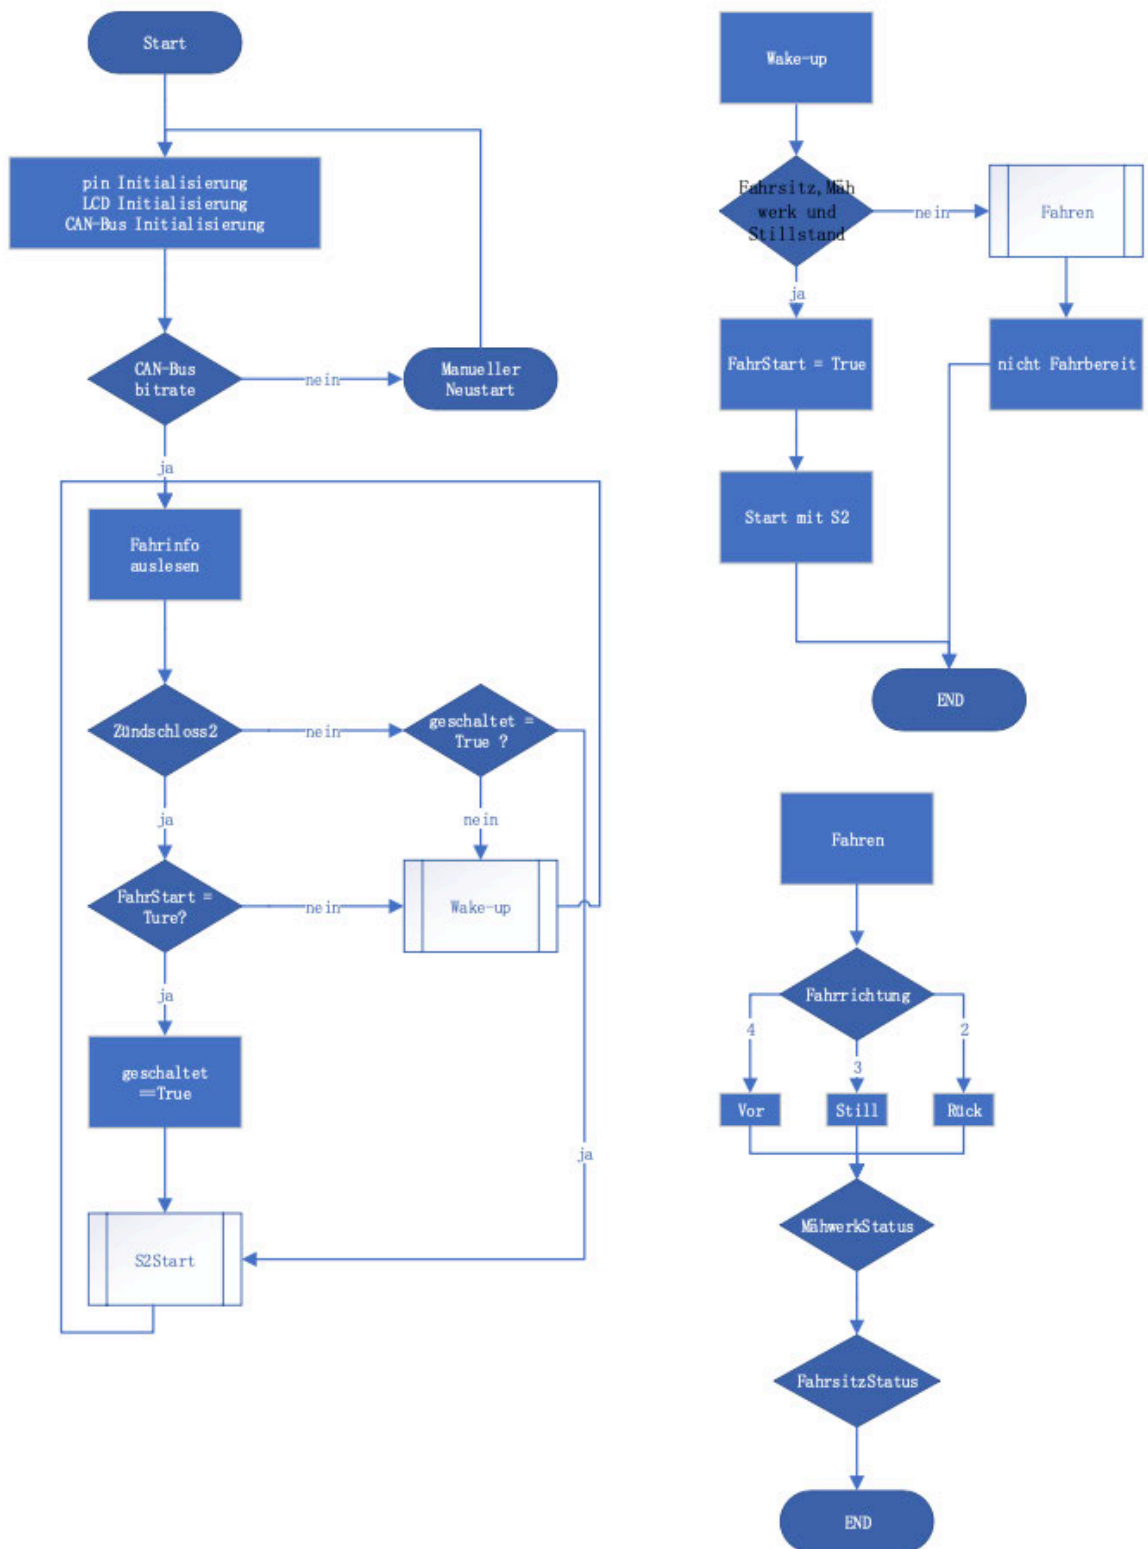 Start
pin Initialisierung
LCD Initialisierung
CAN-Bus Initialisierung
CAN-Bus
bitrate
nein
Manueller
Neustart
ja
Fahrinfo
auslesen
Zündschloss2
nein
geschaltet =
True ?
ja
nein
FahrStart =
Ture?
nein
Wake-up
ja
geschaltet
==True
ja
S2Start
Wake-up
Fahrsitz,Mäh
werk und
Stillstand
nein
Fahren
ja
FahrStart = True
nicht Fahrbereit
Start mit S2
END
Fahren
Fahrrichtung
4
3
2
Vor
Still
Rück
MähwerkStatus
FahrsitzStatus
END